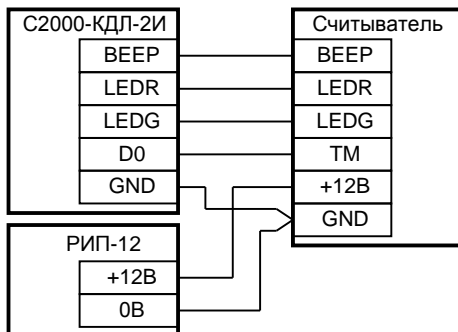 С2000-КДЛ-2И
BEEP
LEDR
LEDG
D0
GND
РИП-12
+12В
0В
Считыватель
BEEP
LEDR
LEDG
TM
+12В
GND